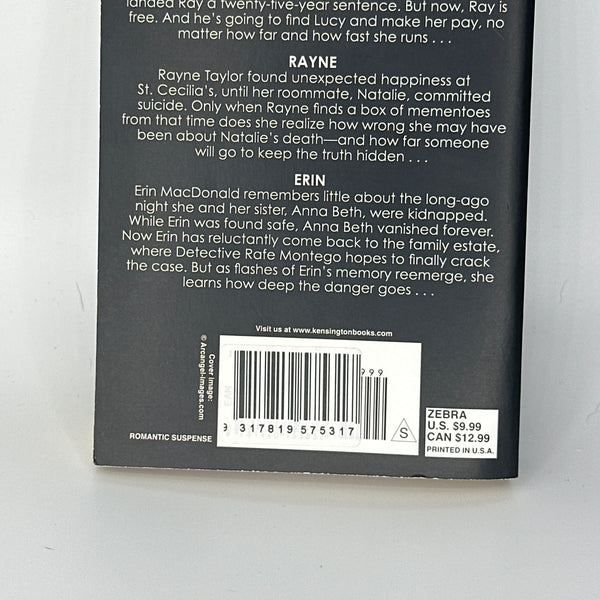 landed Ray a twenty-five-year sentence. But now, Ray is
free. And he's going to find Lucy and make her pay, no
matter how far and how fast she runs . . .
RAYNE
Rayne Taylor found unexpected happiness at
St. Cecilia's, until her roommate, Natalie, committed
suicide. Only when Rayne finds a box of mementoes
from that time does she realize how wrong she may have
been about Natalie's death—and how far someone
will go to keep the truth hidden . . .
ERIN
Erin MacDonald remembers little about the long-ago
night she and her sister, Anna Beth, were kidnapped.
While Erin was found safe, Anna Beth vanished forever.
Now Erin has reluctantly come back to the family estate,
where Detective Rafe Montego hopes to finally crack
the case. But as flashes of Erin's memory reemerge, she
learns how deep the danger goes . . .
Visit us at www.kensingtonbooks.com
Cover image:
© Arcangel-images.com
ROMANTIC SUSPENSE
999
9 317819 575317
S
ZEBRA
U.S. $9.99
CAN $12.99
PRINTED IN U.S.A.